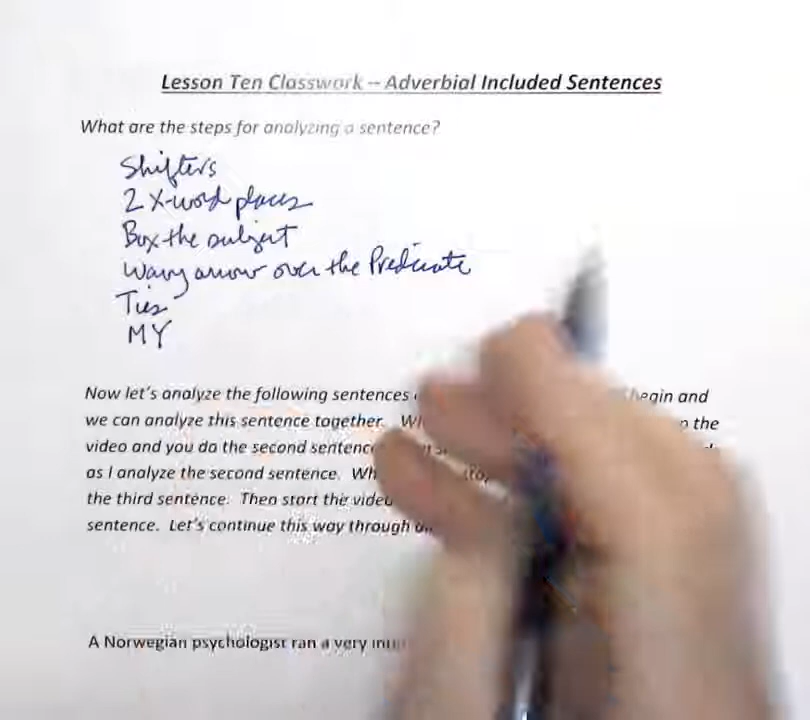 Lesson Ten Classwork – Adverbial Included Sentences
What are the steps for analyzing a sentence?
Shifters
2 X-word places
Box the subject
Wavy arrow over the Predicate
Ties
MY
Now let's analyze the following sentences begin and
we can analyze this sentence together. the
video and you do the second sentence
as I analyze the second sentence.
the third sentence. Then start the video
sentence. Let's continue this way through
A Norwegian psychologist ran a very